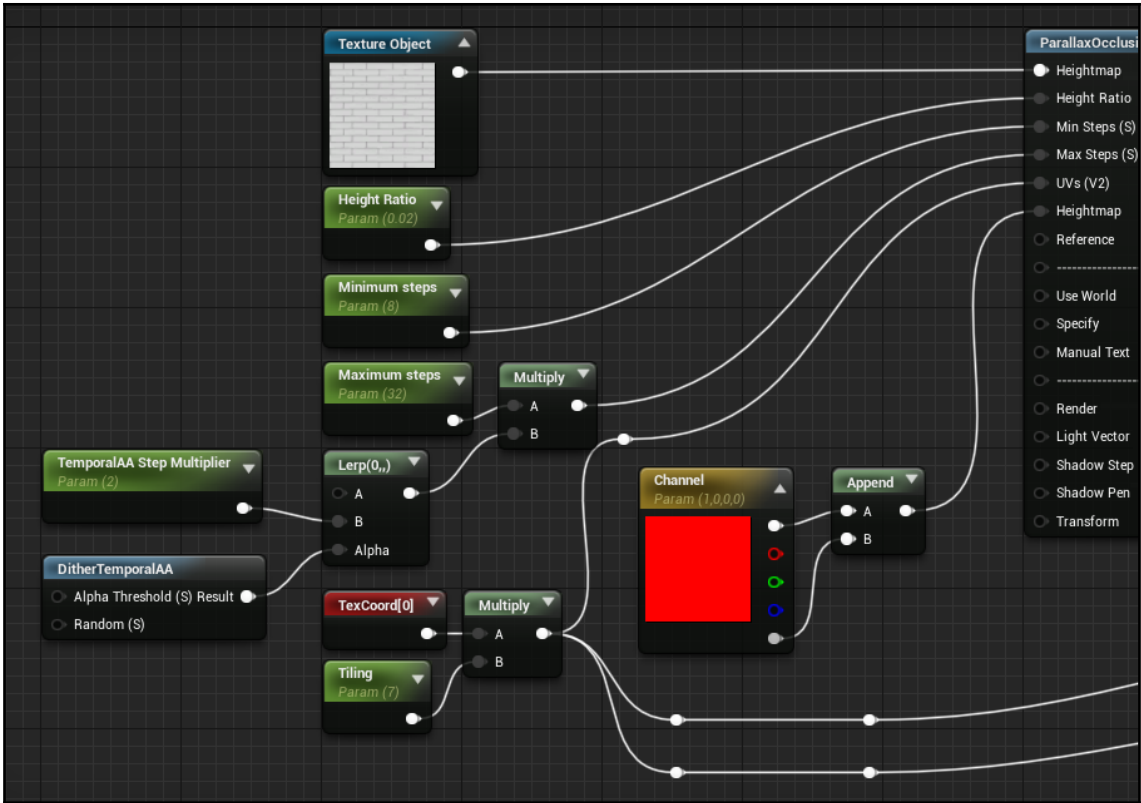 Texture Object
Height Ratio
Param (0.02)
Minimum steps
Param (8)
Maximum steps
Param (32)
Multiply
A
B
TemporalAA Step Multiplier
Param (2)
Lerp(0,,)
A
B
Alpha
DitherTemporalAA
Alpha Threshold (S) Result
Random (S)
TexCoord[0]
Multiply
A
B
Tiling
Param (7)
Channel
Param (1,0,0,0)
Append
A
B
ParallaxOcclusi
Heightmap
Height Ratio
Min Steps (S)
Max Steps (S)
UVs (V2)
Heightmap
Reference
----------------
Use World
Specify
Manual Text
----------------
Render
Light Vector
Shadow Step
Shadow Pen
Transform